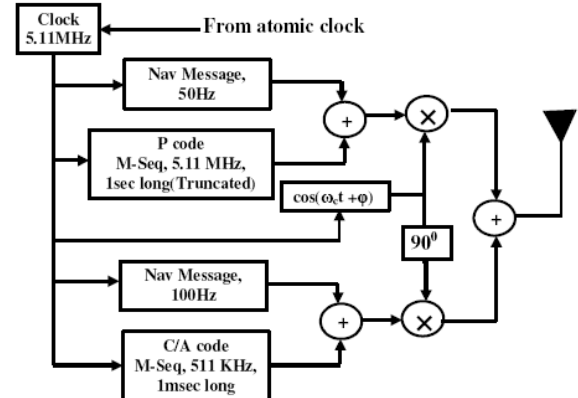 Clock
5.11MHz
From atomic clock
Nav Message,
50Hz
+
×
P code
M-Seq, 5.11 MHz,
1sec long(Truncated)
cos(ω_c t +φ)
+
90⁰
Nav Message,
100Hz
+
×
C/A code
M-Seq, 511 KHz,
1msec long